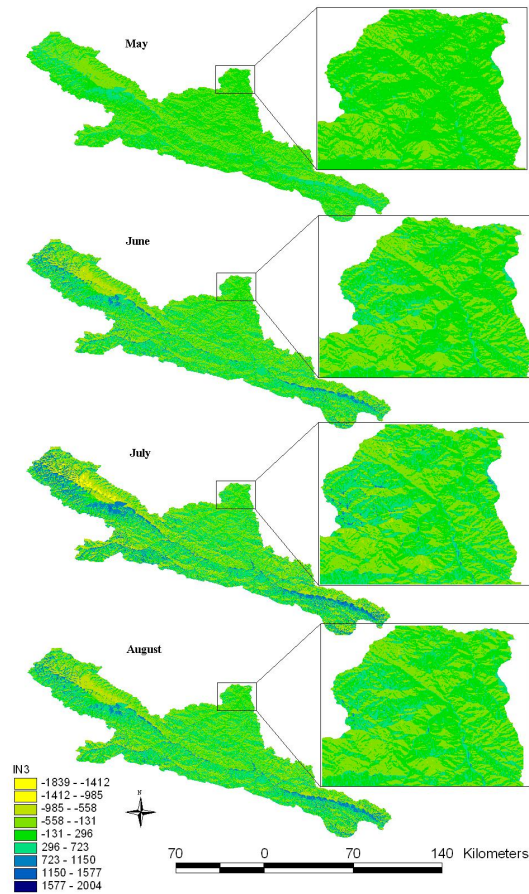 May
June
July
August
IN3
-1839 - -1412
-1412 - -985
-985 - -558
-558 - -131
-131 - 296
296 - 723
723 - 1150
1150 - 1577
1577 - 2004
N
70 0 70 140 Kilometers